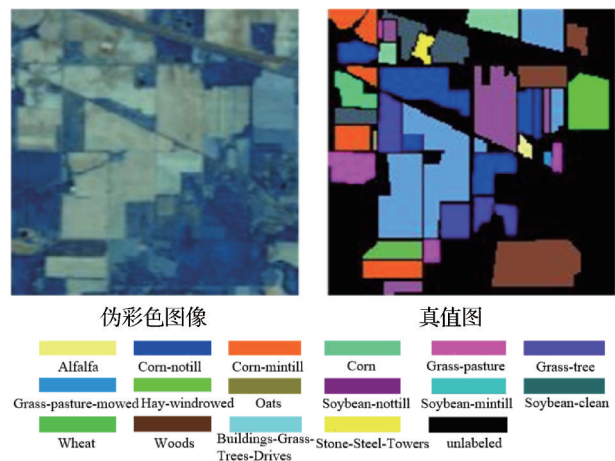 伪彩色图像 真值图
Alfalfa Corn-notill Corn-mintill Corn Grass-pasture Grass-tree
Grass-pasture-mowed Hay-windrowed Oats Soybean-nottill Soybean-mintill Soybean-clean
Wheat Woods Buildings-Grass-Trees-Drives Stone-Steel-Towers unlabeled